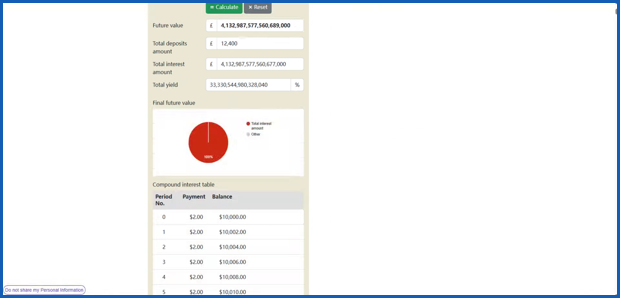 = Calculate × Reset
Future value £ 4,132,987,577,560,689,000
Total deposits amount £ 12,400
Total interest amount £ 4,132,987,577,560,677,000
Total yield 33,330,544,980,328,040 %
Final future value
Total interest amount
Other
100%
Compound interest table
Period No. Payment Balance
0 $2.00 $10,000.00
1 $2.00 $10,002.00
2 $2.00 $10,004.00
3 $2.00 $10,006.00
4 $2.00 $10,008.00
5 $2.00 $10,010.00
Do not share my Personal Information